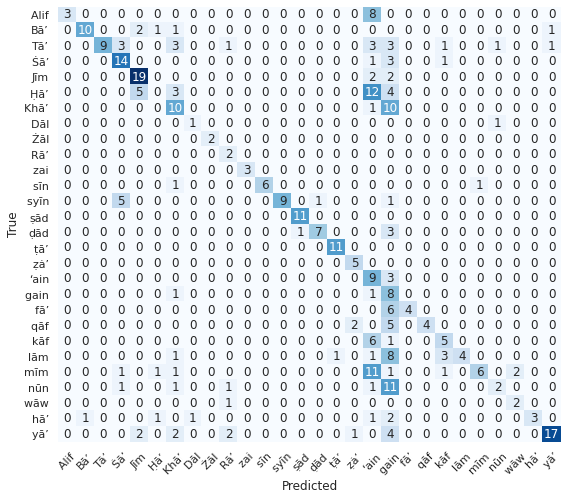 True
Alif 3 0 0 0 0 0 0 0 0 0 0 0 0 0 0 0 0 8 0 0 0 0 0 0 0 0 0 0
Bā’ 0 10 0 0 2 1 1 0 0 0 0 0 0 0 0 0 0 0 0 0 0 0 0 0 0 0 0 1
Tā’ 0 0 9 3 0 0 3 0 0 1 0 0 0 0 0 0 0 3 3 0 0 1 0 0 1 0 0 1
Ṡā’ 0 0 0 14 0 0 0 0 0 0 0 0 0 0 0 0 0 1 3 0 0 1 0 0 0 0 0 0
Jīm 0 0 0 0 19 0 0 0 0 0 0 0 0 0 0 0 0 2 2 0 0 0 0 0 0 0 0 0
Ḥā’ 0 0 0 0 5 0 3 0 0 0 0 0 0 0 0 0 0 12 4 0 0 0 0 0 0 0 0 0
Khā’ 0 0 0 0 0 0 10 0 0 0 0 0 0 0 0 0 0 1 10 0 0 0 0 0 0 0 0 0
Dāl 0 0 0 0 0 0 0 1 0 0 0 0 0 0 0 0 0 0 0 0 0 0 0 0 1 0 0 0
Żāl 0 0 0 0 0 0 0 0 2 0 0 0 0 0 0 0 0 0 0 0 0 0 0 0 0 0 0 0
Rā’ 0 0 0 0 0 0 0 0 0 2 0 0 0 0 0 0 0 0 0 0 0 0 0 0 0 0 0 0
zai 0 0 0 0 0 0 0 0 0 0 3 0 0 0 0 0 0 0 0 0 0 0 0 0 0 0 0 0
sīn 0 0 0 0 0 0 1 0 0 0 0 6 0 0 0 0 0 0 0 0 0 0 0 1 0 0 0 0
syīn 0 0 0 5 0 0 0 0 0 0 0 0 9 0 1 0 0 0 1 0 0 0 0 0 0 0 0 0
ṣād 0 0 0 0 0 0 0 0 0 0 0 0 0 11 0 0 0 0 0 0 0 0 0 0 0 0 0 0
ḍād 0 0 0 0 0 0 0 0 0 0 0 0 0 1 7 0 0 0 3 0 0 0 0 0 0 0 0 0
ṭā’ 0 0 0 0 0 0 0 0 0 0 0 0 0 0 0 11 0 0 0 0 0 0 0 0 0 0 0 0
ẓā’ 0 0 0 0 0 0 0 0 0 0 0 0 0 0 0 0 5 0 0 0 0 0 0 0 0 0 0 0
‘ain 0 0 0 0 0 0 0 0 0 0 0 0 0 0 0 0 0 9 3 0 0 0 0 0 0 0 0 0
gain 0 0 0 0 0 0 1 0 0 0 0 0 0 0 0 0 0 1 8 0 0 0 0 0 0 0 0 0
fā’ 0 0 0 0 0 0 0 0 0 0 0 0 0 0 0 0 0 0 6 4 0 0 0 0 0 0 0 0
qāf 0 0 0 0 0 0 0 0 0 0 0 0 0 0 0 0 2 0 5 0 4 0 0 0 0 0 0 0
kāf 0 0 0 0 0 0 0 0 0 0 0 0 0 0 0 0 0 6 1 0 0 5 0 0 0 0 0 0
lām 0 0 0 0 0 0 1 0 0 0 0 0 0 0 0 1 0 1 8 0 0 3 4 0 0 0 0 0
mīm 0 0 0 1 0 1 1 0 0 0 0 0 0 0 0 0 0 11 1 0 0 1 0 6 0 2 0 0
nūn 0 0 0 1 0 0 1 0 0 1 0 0 0 0 0 0 0 1 11 0 0 0 0 0 2 0 0 0
wāw 0 0 0 0 0 0 0 0 0 1 0 0 0 0 0 0 0 0 0 0 0 0 0 0 0 2 0 0
hā’ 0 1 0 0 0 1 0 1 0 0 0 0 0 0 0 0 0 1 2 0 0 0 0 0 0 0 3 0
yā’ 0 0 0 0 2 0 2 0 0 2 0 0 0 0 0 0 1 0 4 0 0 0 0 0 0 0 0 17
Alif Bā’ Tā’ Ṡā’ Jīm Ḥā’ Khā’ Dāl Żāl Rā’ zai sīn syīn ṣād ḍād ṭā’ ẓā’ ‘ain gain fā’ qāf kāf lām mīm nūn wāw hā’ yā’
Predicted